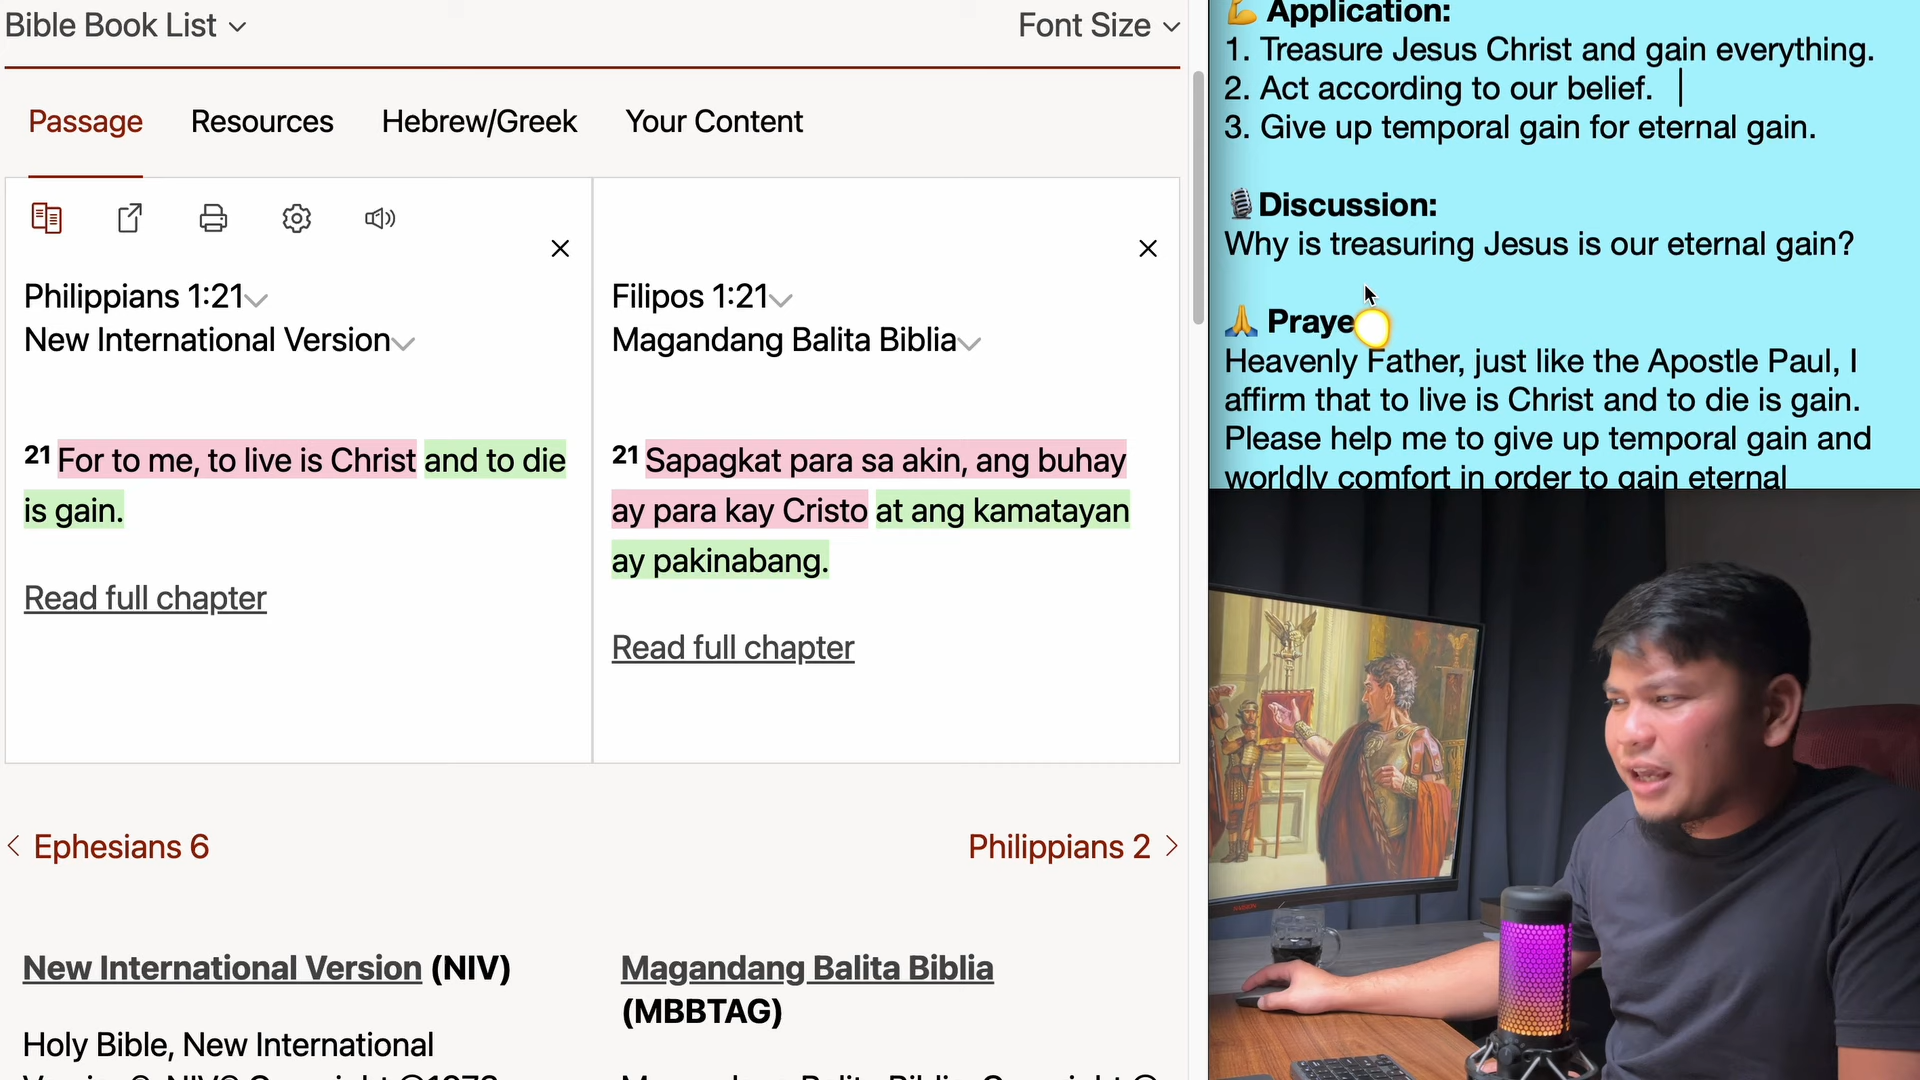 Bible Book List
Font Size
Passage
Resources
Hebrew/Greek
Your Content
Philippians 1:21
New International Version
21 For to me, to live is Christ and to die
is gain.
Read full chapter
Filipos 1:21
Magandang Balita Biblia
21 Sapagkat para sa akin, ang buhay
ay para kay Cristo at ang kamatayan
ay pakinabang.
Read full chapter
< Ephesians 6
Philippians 2 >
New International Version (NIV)
Holy Bible, New International
Magandang Balita Biblia
(MBBTAG)
💪 Application:
1. Treasure Jesus Christ and gain everything.
2. Act according to our belief.
3. Give up temporal gain for eternal gain.
🎙️Discussion:
Why is treasuring Jesus is our eternal gain?
🙏 Praye
Heavenly Father, just like the Apostle Paul, I
affirm that to live is Christ and to die is gain.
Please help me to give up temporal gain and
worldly comfort in order to gain eternal